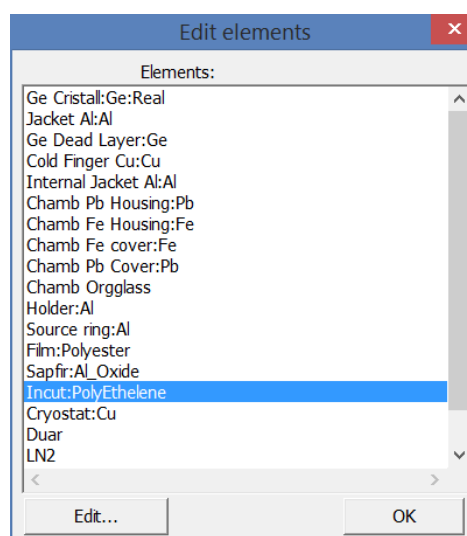 Edit elements
Elements:
Ge Cristall:Ge:Real
Jacket Al:Al
Ge Dead Layer:Ge
Cold Finger Cu:Cu
Internal Jacket Al:Al
Chamb Pb Housing:Pb
Chamb Fe Housing:Fe
Chamb Fe cover:Fe
Chamb Pb Cover:Pb
Chamb Orgglass
Holder:Al
Source ring:Al
Film:Polyester
Sapfir:Al_Oxide
Incut:PolyEthelene
Cryostat:Cu
Duar
LN2
Edit...
OK